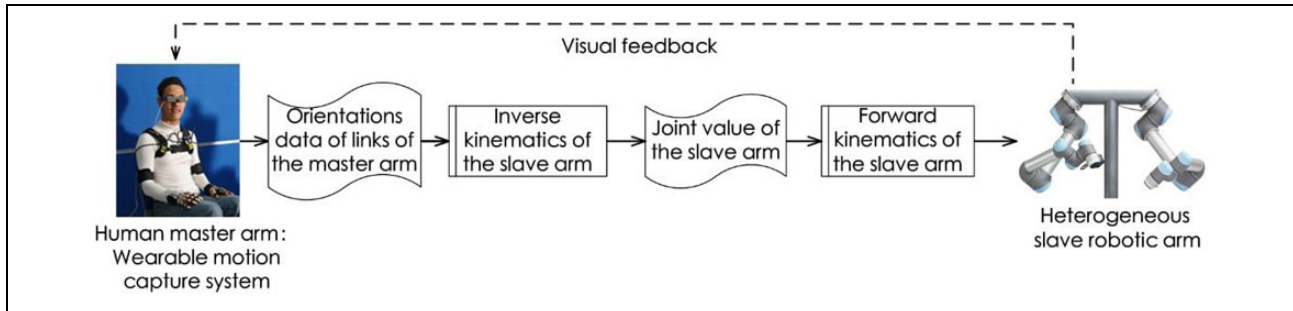 Visual feedback
Orientations
data of links of
the master arm
Inverse
kinematics of
the slave arm
Joint value of
the slave arm
Forward
kinematics of
the slave arm
Human master arm:
Wearable motion
capture system
Heterogeneous
slave robotic arm